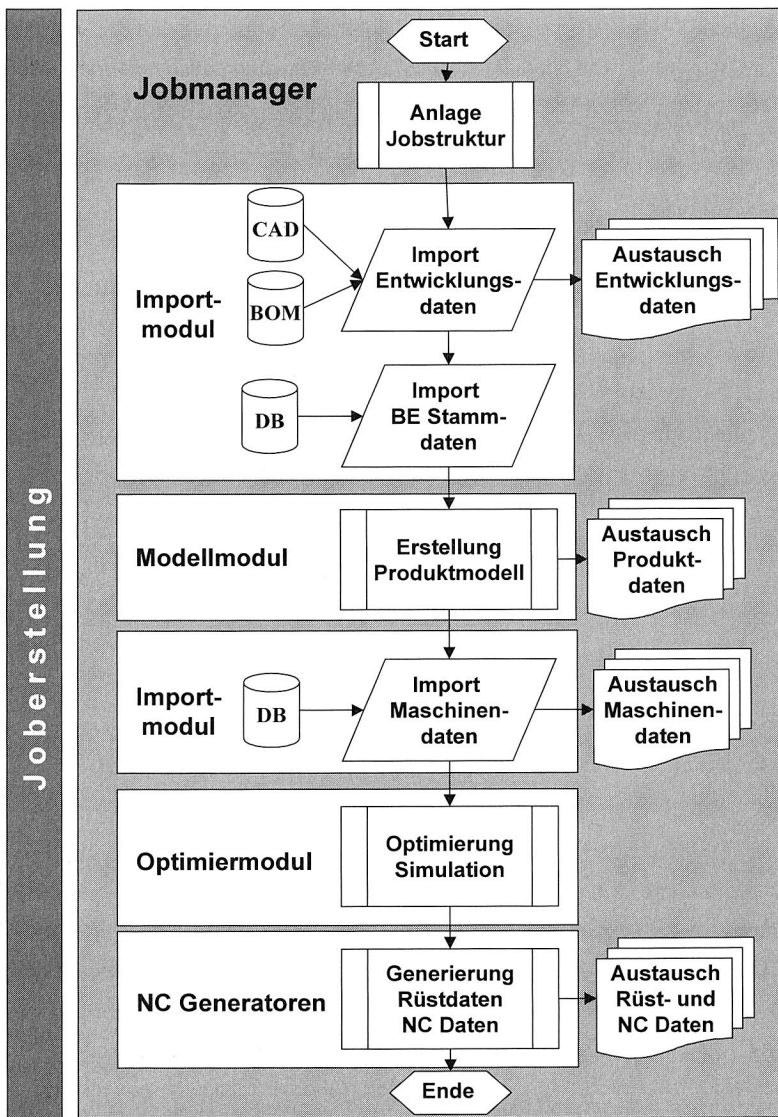 Joberstellung
Start
Jobmanager
Anlage
Jobstruktur
Import-
modul
CAD
BOM
DB
Import
Entwicklungs-
daten
Austausch
Entwicklungs-
daten
Import
BE Stamm-
daten
Modellmodul
Erstellung
Produktmodell
Austausch
Produkt-
daten
Import-
modul
DB
Import
Maschinen-
daten
Austausch
Maschinen-
daten
Optimiermodul
Optimierung
Simulation
NC Generatoren
Generierung
Rüstdaten
NC Daten
Austausch
Rüst- und
NC Daten
Ende